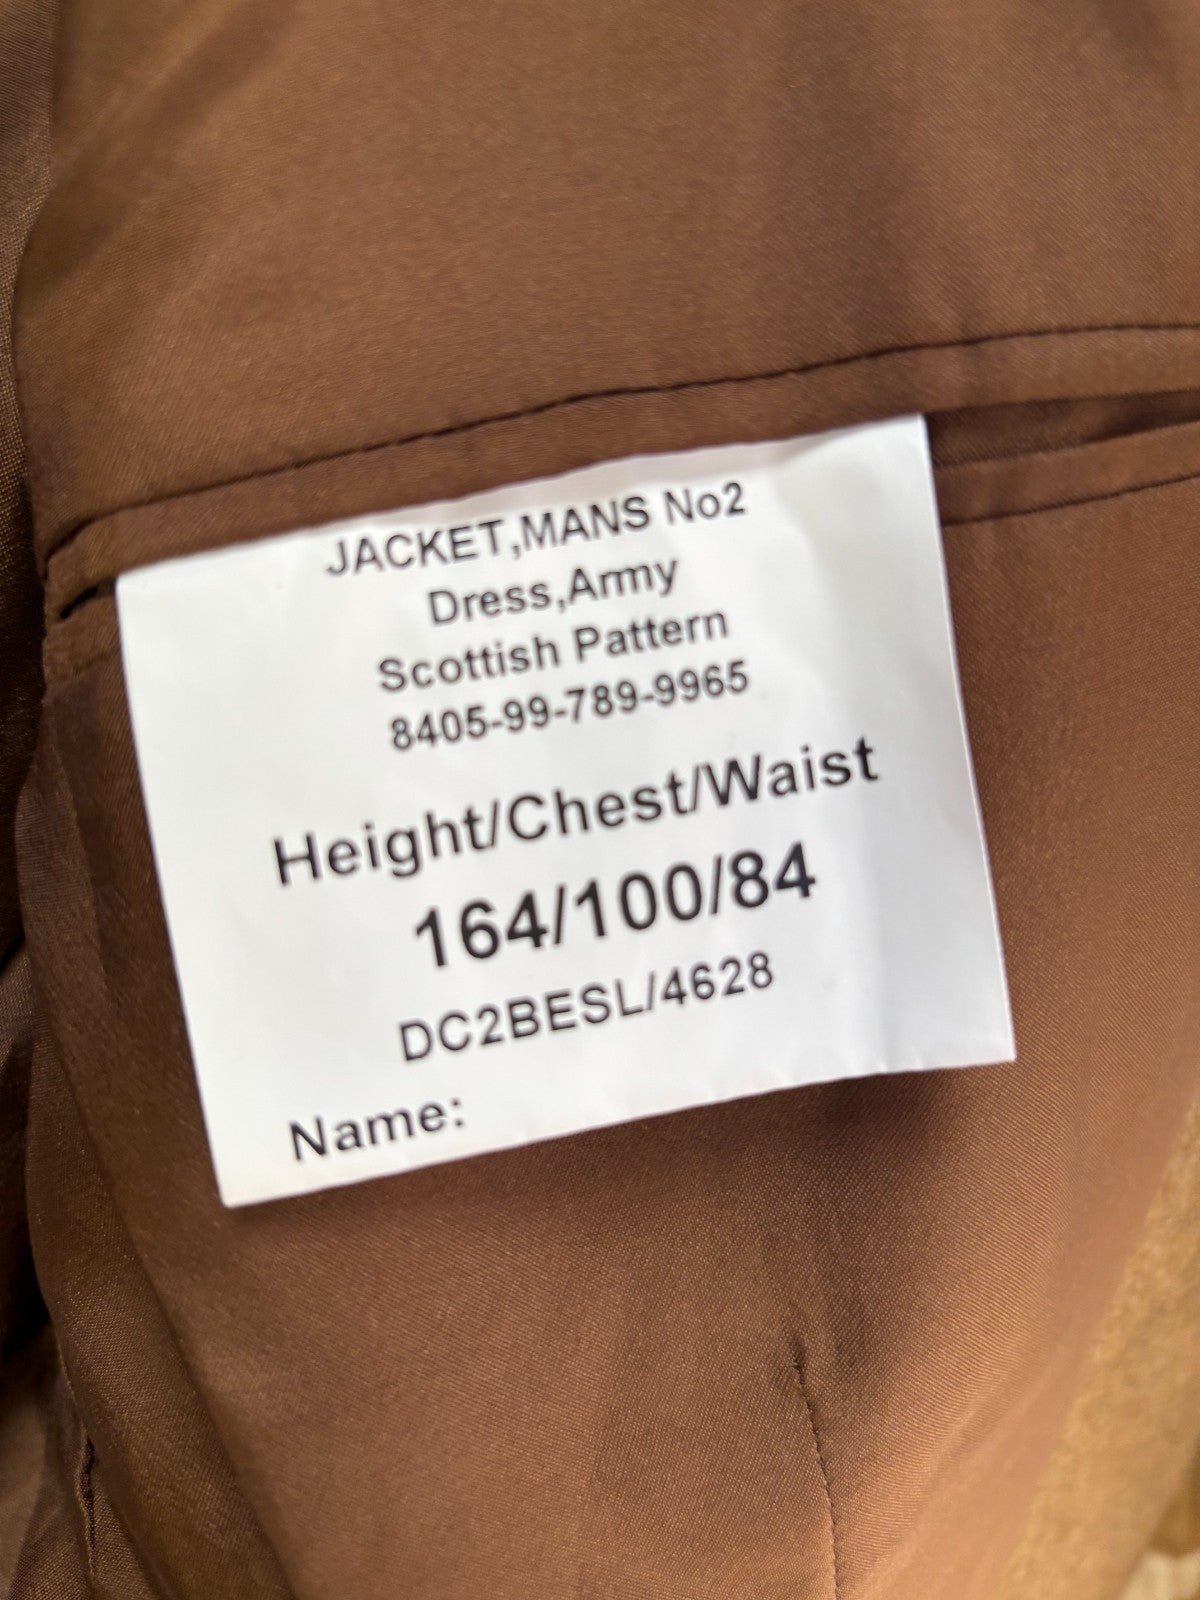 JACKET,MANS No2
Dress,Army
Scottish Pattern
8405-99-789-9965
Height/Chest/Waist
164/100/84
DC2BESL/4628
Name: